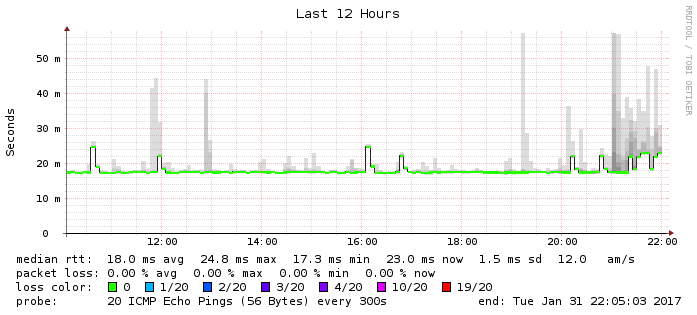 Last 12 Hours
RRDTOOL / TOBI OETIKER
Seconds
50 m
40 m
30 m
20 m
10 m
0
12:00 14:00 16:00 18:00 20:00 22:00
median rtt: 18.0 ms avg 24.8 ms max 17.3 ms min 23.0 ms now 1.5 ms sd 12.0 am/s
packet loss: 0.00 % avg 0.00 % max 0.00 % min 0.00 % now
loss color: 0 1/20 2/20 3/20 4/20 10/20 19/20
probe: 20 ICMP Echo Pings (56 Bytes) every 300s end: Tue Jan 31 22:05:03 2017